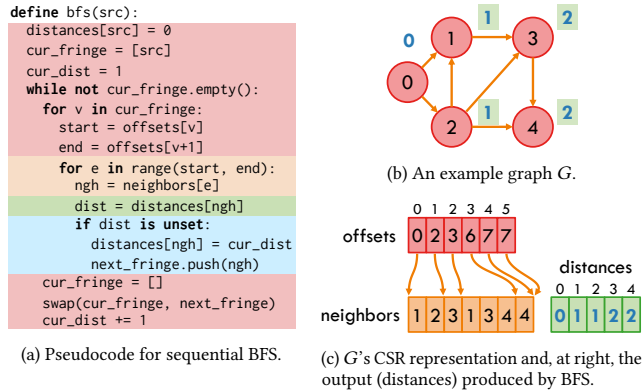 define bfs(src):
distances[src] = 0
cur_fringe = [src]
cur_dist = 1
while not cur_fringe.empty():
for v in cur_fringe:
start = offsets[v]
end = offsets[v+1]
for e in range(start, end):
ngh = neighbors[e]
dist = distances[ngh]
if dist is unset:
distances[ngh] = cur_dist
next_fringe.push(ngh)
cur_fringe = []
swap(cur_fringe, next_fringe)
cur_dist += 1
(a) Pseudocode for sequential BFS.
1 2
0 1 3
0
1 2
2 4
(b) An example graph G.
0 1 2 3 4 5
offsets 0 2 3 6 7 7
distances
0 1 2 3 4
neighbors 1 2 3 1 3 4 4 0 1 1 2 2
(c) G's CSR representation and, at right, the
output (distances) produced by BFS.